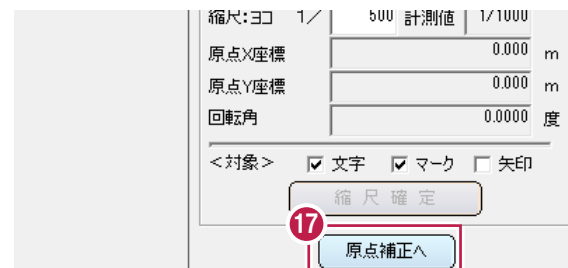 縮尺:ヨコ 1/ 500 計測値 1/1000
原点X座標 0.000 m
原点Y座標 0.000 m
回転角 0.0000 度
<対象> 文字 マーク 矢印
縮尺確定
17
原点補正へ